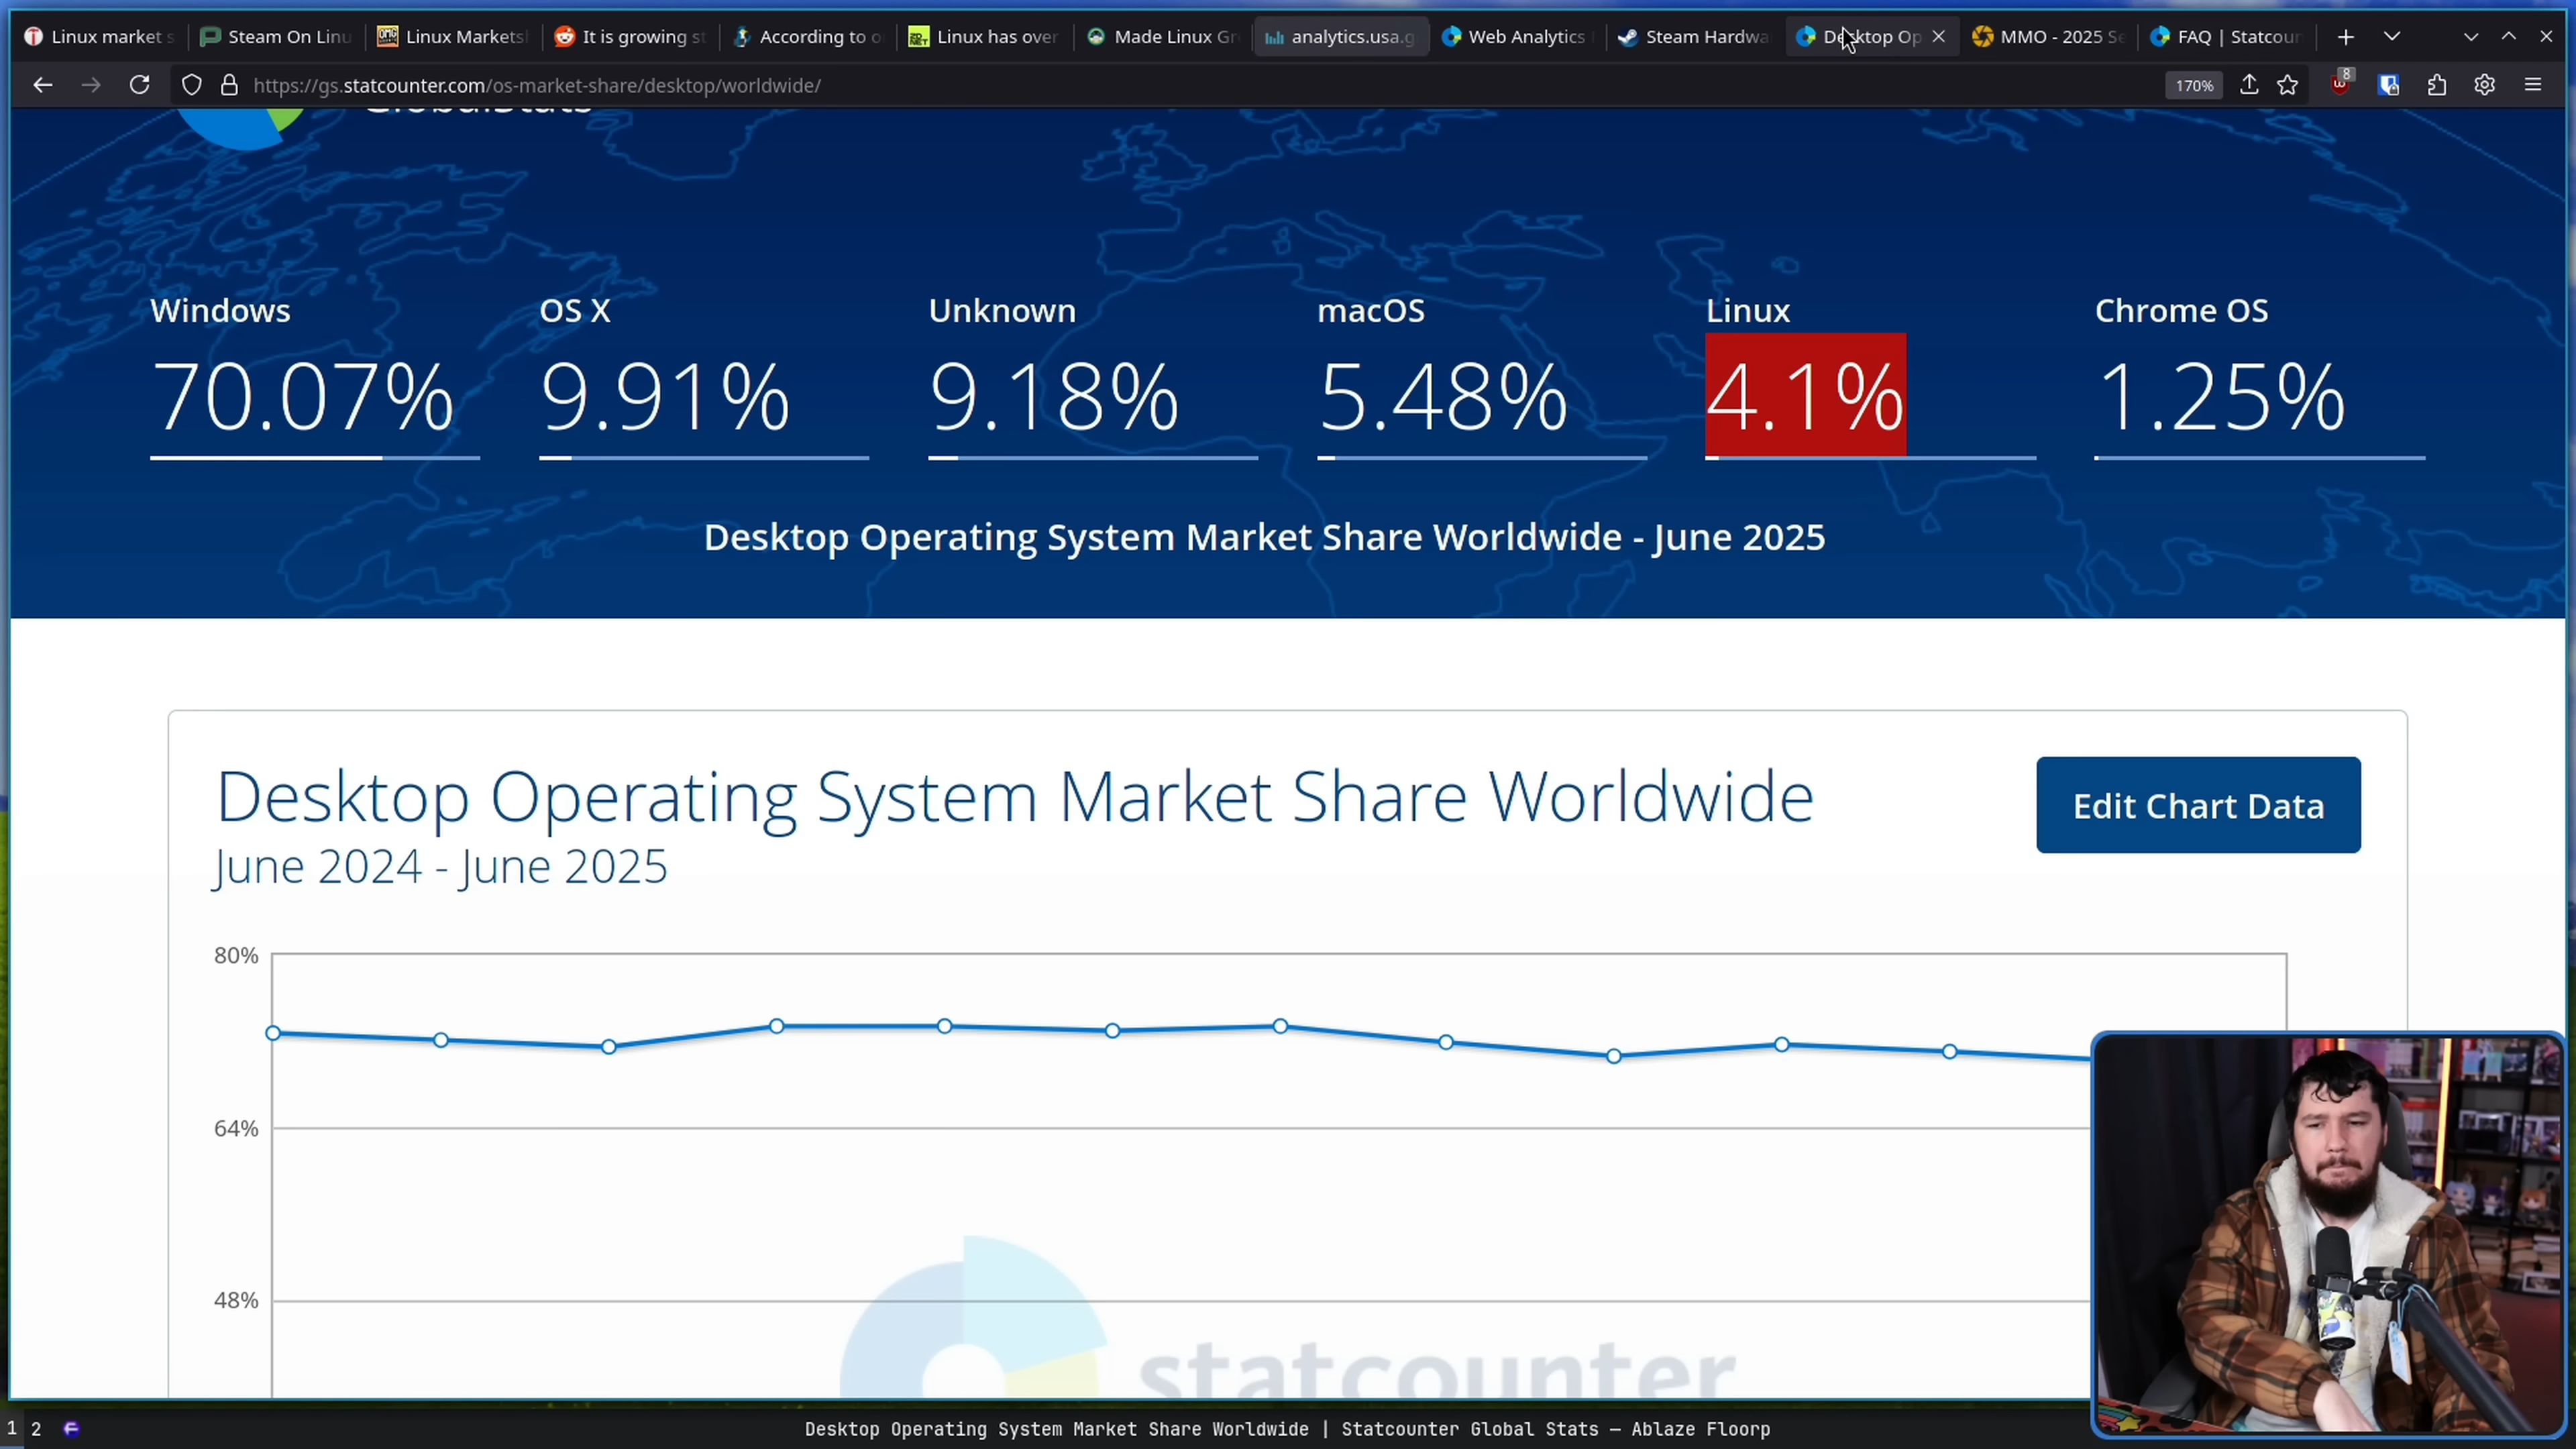 Linux market s
Steam On Linu
Linux Marketsh
It is growing st
According to o
Linux has over
Made Linux Gr
analytics.usa.g
Web Analytics
Steam Hardwa
Desktop Op
MMO - 2025 Se
FAQ | Statcour
https://gs.statcounter.com/os-market-share/desktop/worldwide/
170%
8
GlobalStats
Windows
OS X
Unknown
macOS
Linux
Chrome OS
70.07%
9.91%
9.18%
5.48%
4.1%
1.25%
Desktop Operating System Market Share Worldwide - June 2025
Desktop Operating System Market Share Worldwide
Edit Chart Data
June 2024 - June 2025
80%
64%
48%
statcounter
1 2
Desktop Operating System Market Share Worldwide | Statcounter Global Stats — Ablaze Floorp